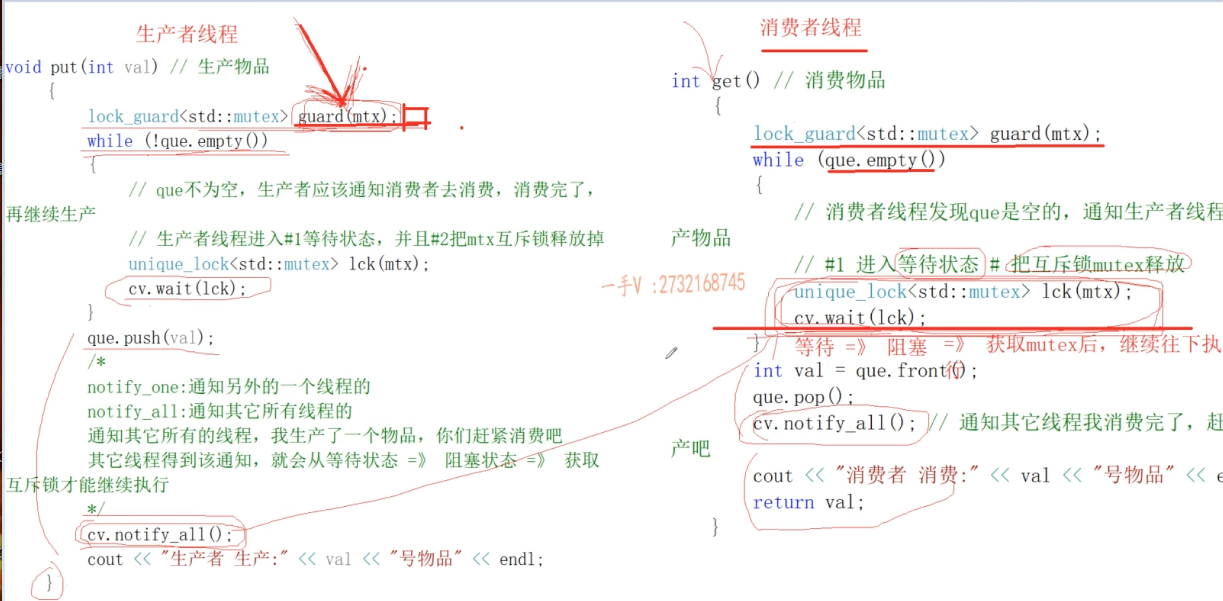 生产者线程
void put(int val) // 生产物品
{
lock_guard<std::mutex> guard(mtx);
while (!que.empty())
{
// que不为空，生产者应该通知消费者去消费，消费完了，
再继续生产
// 生产者线程进入#1等待状态，并且#2把mtx互斥锁释放掉
unique_lock<std::mutex> lck(mtx);
cv.wait(lck);
}
que.push(val);
/*
notify_one:通知另外的一个线程的
notify_all:通知其它所有线程的
通知其它所有的线程，我生产了一个物品，你们赶紧消费吧
其它线程得到该通知，就会从等待状态 =》 阻塞状态 =》 获取
互斥锁才能继续执行
*/
cv.notify_all();
cout << "生产者 生产:" << val << "号物品" << endl;
}
一手V :2732168745
消费者线程
int get() // 消费物品
{
lock_guard<std::mutex> guard(mtx);
while (que.empty())
{
// 消费者线程发现que是空的，通知生产者线程
产物品
// #1 进入等待状态 # 把互斥锁mutex释放
unique_lock<std::mutex> lck(mtx);
cv.wait(lck);
}
等待 =》 阻塞 =》 获取mutex后，继续往下执
行
int val = que.front();
que.pop();
cv.notify_all(); // 通知其它线程我消费完了，赶
产吧
cout << "消费者 消费:" << val << "号物品" << e
return val;
}